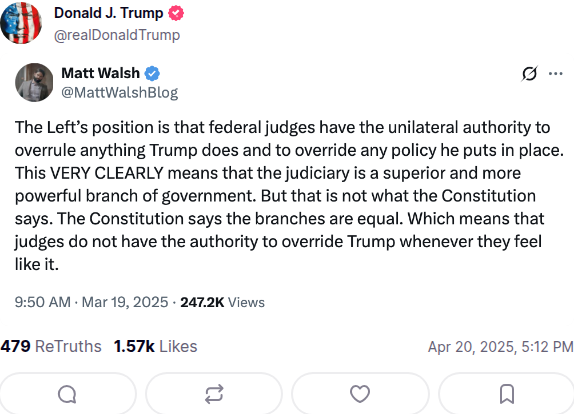 Donald J. Trump
@realDonaldTrump
Matt Walsh
@MattWalshBlog
The Left's position is that federal judges have the unilateral authority to
overrule anything Trump does and to override any policy he puts in place.
This VERY CLEARLY means that the judiciary is a superior and more
powerful branch of government. But that is not what the Constitution
says. The Constitution says the branches are equal. Which means that
judges do not have the authority to override Trump whenever they feel
like it.
9:50 AM · Mar 19, 2025 · 247.2K Views
479 ReTruths 1.57k Likes Apr 20, 2025, 5:12 PM